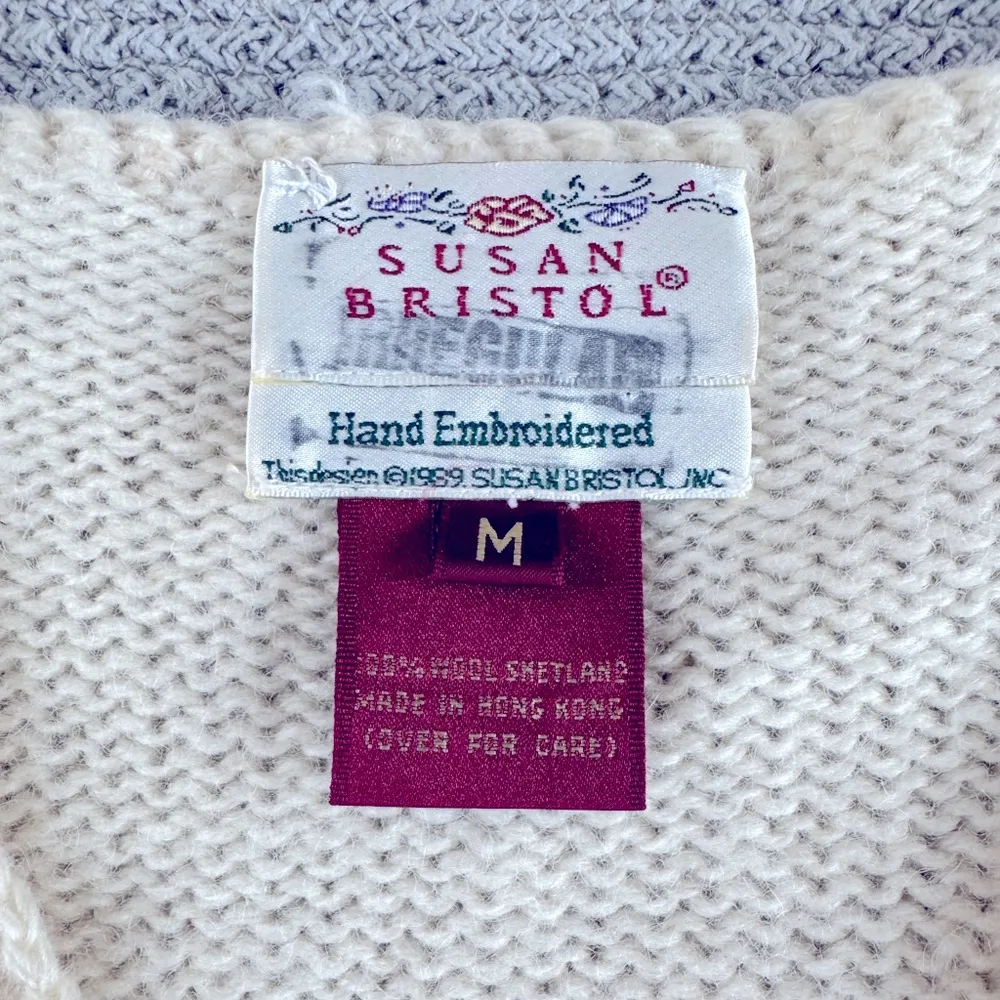 SUSAN
BRISTOL®
IRREGULAR
Hand Embroidered
This design ©1989 SUSAN BRISTOL, INC
M
100% WOOL SHETLAND
MADE IN HONG KONG
(OVER FOR CARE)